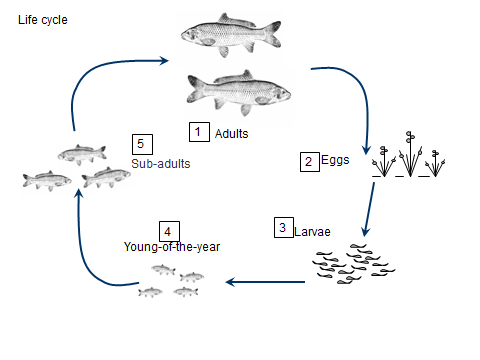 Life cycle
1 Adults
2 Eggs
3 Larvae
4
Young-of-the-year
5
Sub-adults